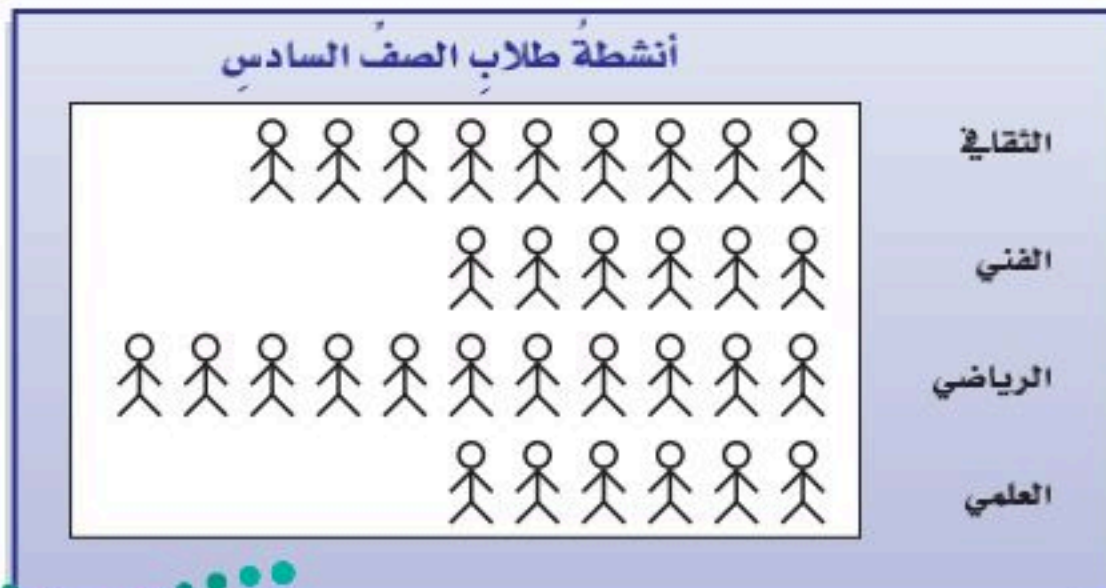 أنشطةُ طلابِ الصفِّ السادسِ
الثقافي
الفني
الرياضي
العلمي